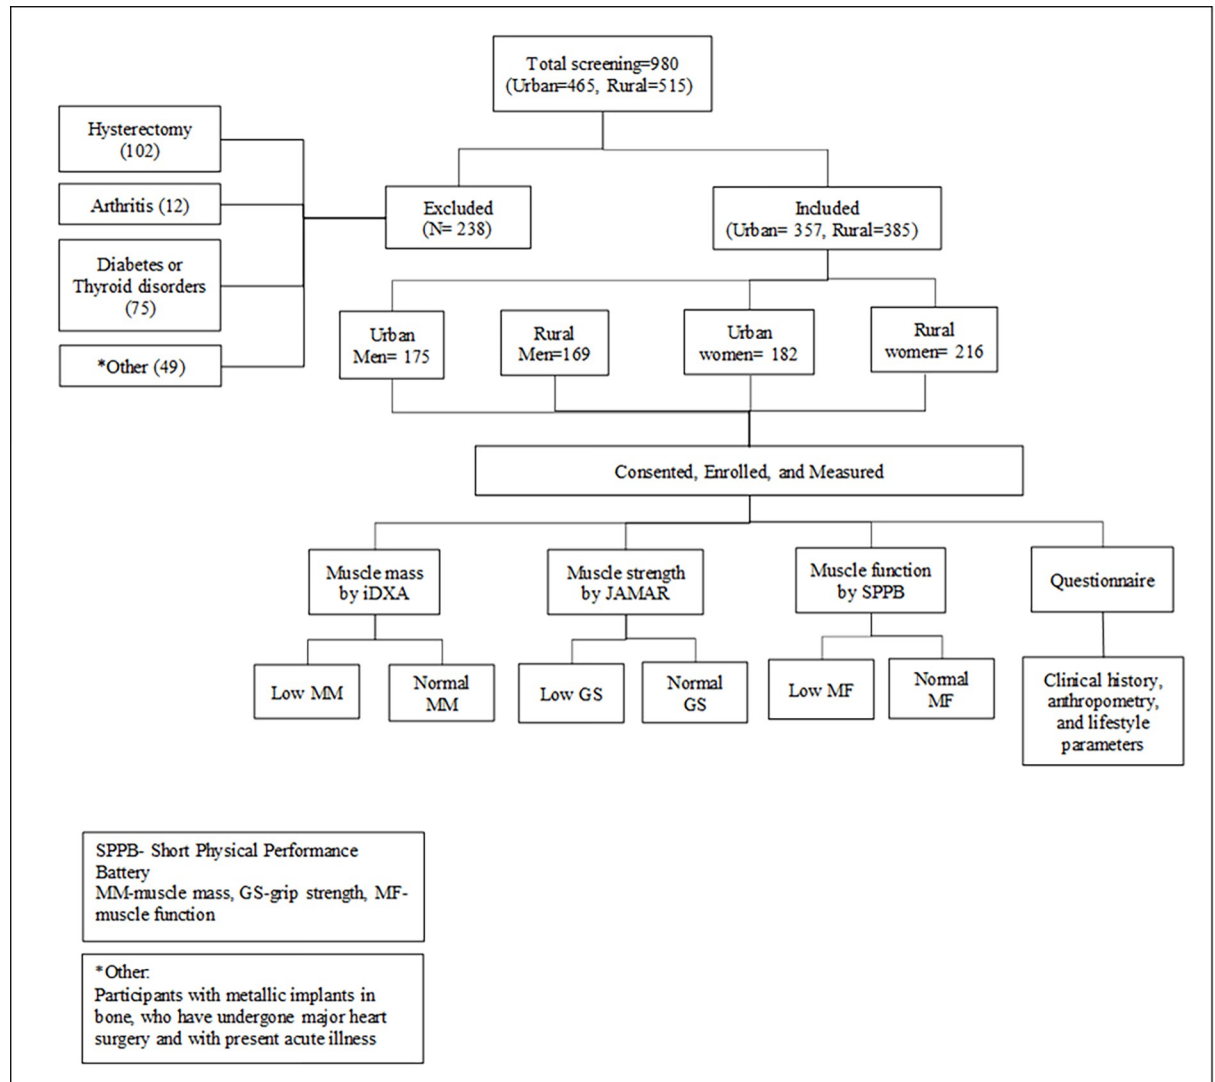 Total screening=980
(Urban=465, Rural=515)
Hysterectomy
(102)
Arthritis (12)
Diabetes or
Thyroid disorders
(75)
*Other (49)
Excluded
(N= 238)
Included
(Urban= 357, Rural=385)
Urban
Men= 175
Rural
Men=169
Urban
women= 182
Rural
women= 216
Consented, Enrolled, and Measured
Muscle mass
by iDXA
Muscle strength
by JAMAR
Muscle function
by SPPB
Questionnaire
Low MM
Normal
MM
Low GS
Normal
GS
Low MF
Normal
MF
Clinical history,
anthropometry,
and lifestyle
parameters
SPPB- Short Physical Performance
Battery
MM-muscle mass, GS-grip strength, MF-
muscle function
*Other:
Participants with metallic implants in
bone, who have undergone major heart
surgery and with present acute illness